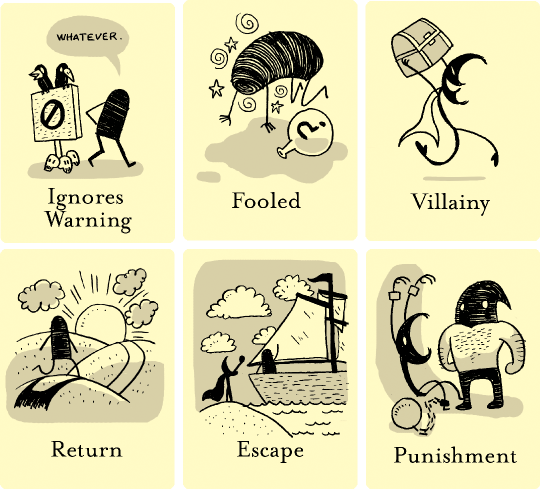 WHATEVER.
Ignores
Warning
Fooled
?
Villainy
Return
Escape
Punishment